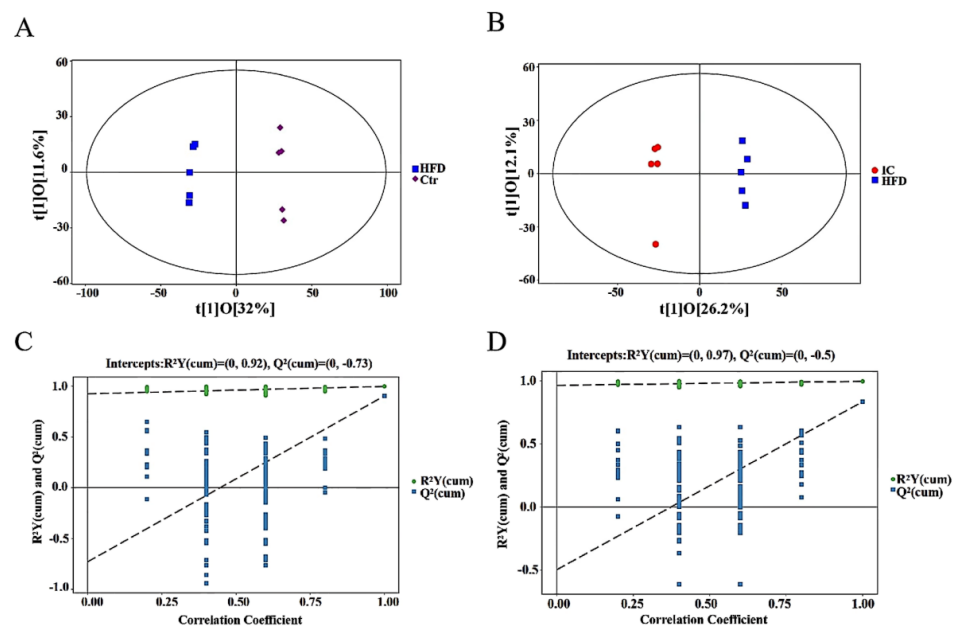 A
60
30
0
-30
-60
t[1]O[11.6%]
-100
-50
0
50
100
t[1]O[32%]
HFD
Ctr
B
60
30
0
-30
-60
t[1]O[12.1%]
-50
0
50
t[1]O[26.2%]
IC
HFD
C
Intercepts:R²Y(cum)=(0, 0.92), Q²(cum)=(0, -0.73)
1.0
0.5
0.0
-0.5
-1.0
R²Y(cum) and Q²(cum)
0.00
0.25
0.50
0.75
1.00
Correlation Coefficient
R²Y(cum)
Q²(cum)
D
Intercepts:R²Y(cum)=(0, 0.97), Q²(cum)=(0, -0.5)
1.0
0.5
0.0
-0.5
R²Y(cum) and Q²(cum)
0.00
0.25
0.50
0.75
1.00
Correlation Coefficient
R²Y(cum)
Q²(cum)